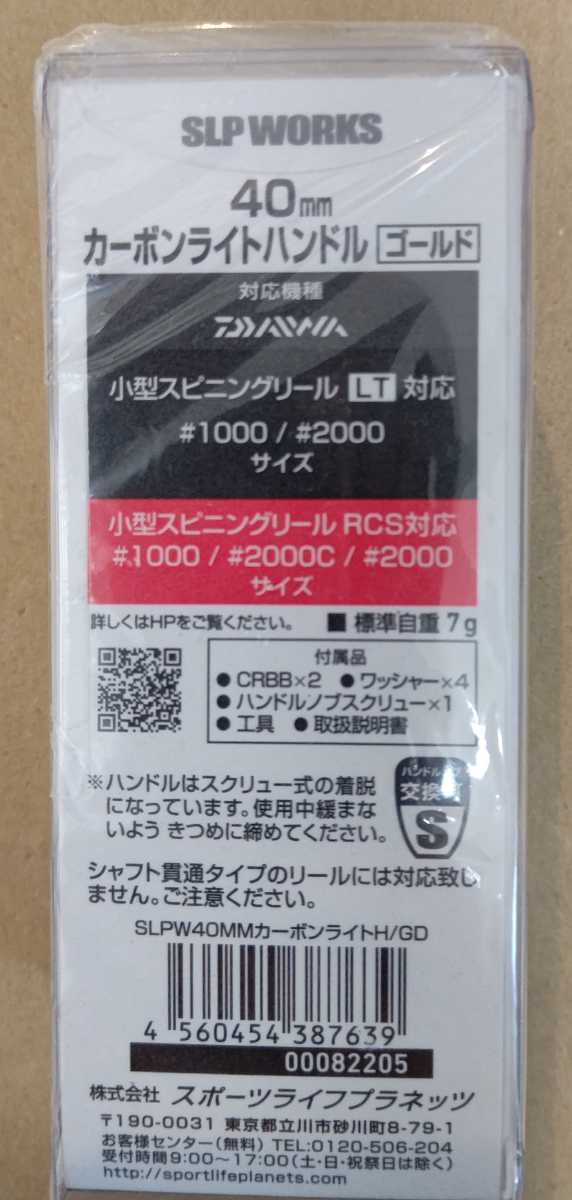 SLP WORKS
40mm
カーボンライトハンドル ゴールド
対応機種
DAIWA
小型スピニングリール LT 対応
#1000 / #2000
サイズ
小型スピニングリール RCS対応
#1000 / #2000C / #2000
サイズ
詳しくはHPをご覧ください。 ■ 標準自重 7g
付属品
● CRBB×2 ● ワッシャー×4
● ハンドルノブスクリュー×1
● 工具 ● 取扱説明書
※ハンドルはスクリュー式の着脱
になっています。使用中緩まな
いよう きつめに締めてください。
交換
S
シャフト貫通タイプのリールには対応致し
ません。ご注意ください。
SLPW40MMカーボンライトH/GD
4 560454 387639
00082205
株式会社 スポーツライフプラネッツ
〒190-0031 東京都立川市砂川町8-79-1
お客様センター(無料) TEL:0120-506-204
受付時間9:00〜17:00(土・日・祝祭日は除く)
http://sportlifeplanets.com/